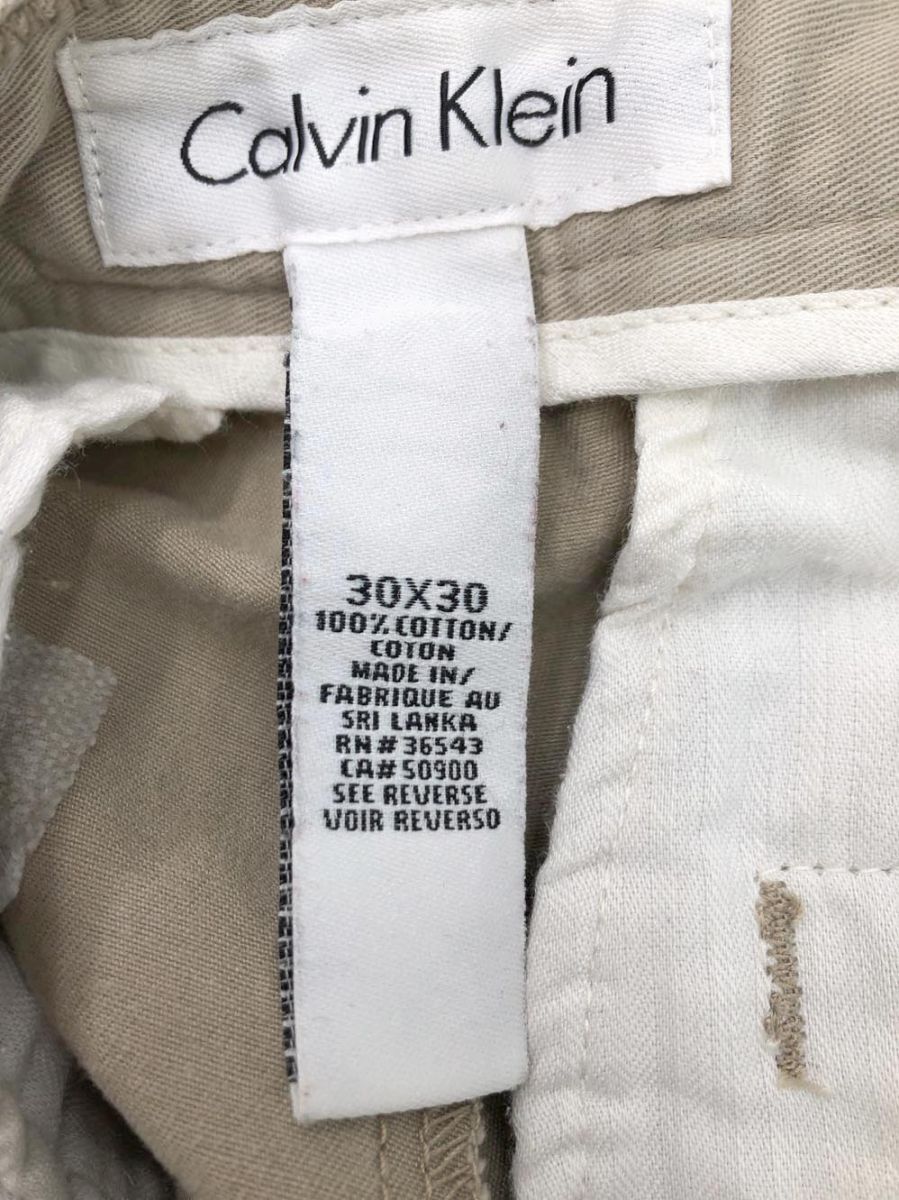 Calvin Klein
30X30
100% COTTON/
COTON
MADE IN/
FABRIQUE AU
SRI LANKA
RN# 36543
CA# 50900
SEE REVERSE
VOIR REVERSO